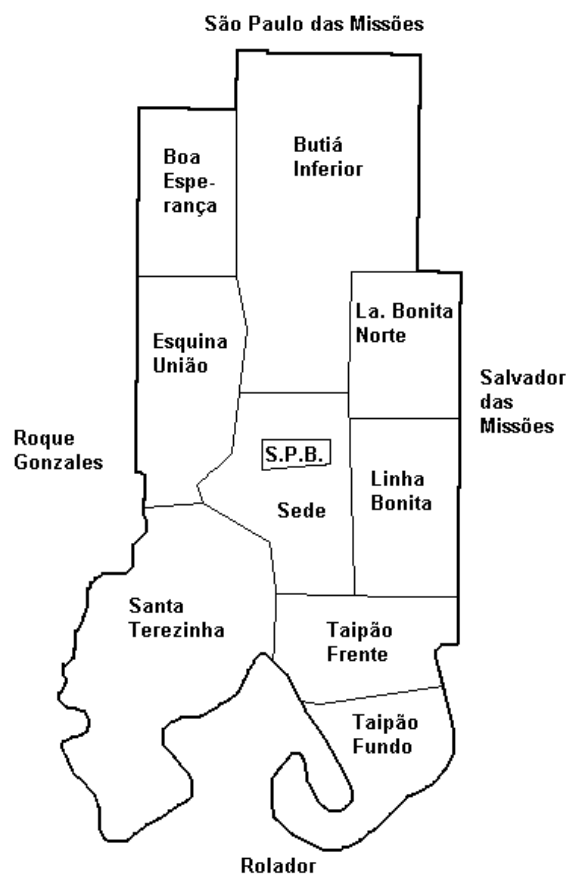 São Paulo das Missões
Butiá
Inferior
Boa
Espe-
rança
La. Bonita
Norte
Esquina
União
Salvador
das
Missões
Roque
Gonzales
S.P.B.
Linha
Bonita
Sede
Santa
Terezinha
Taipão
Frente
Taipão
Fundo
Rolador